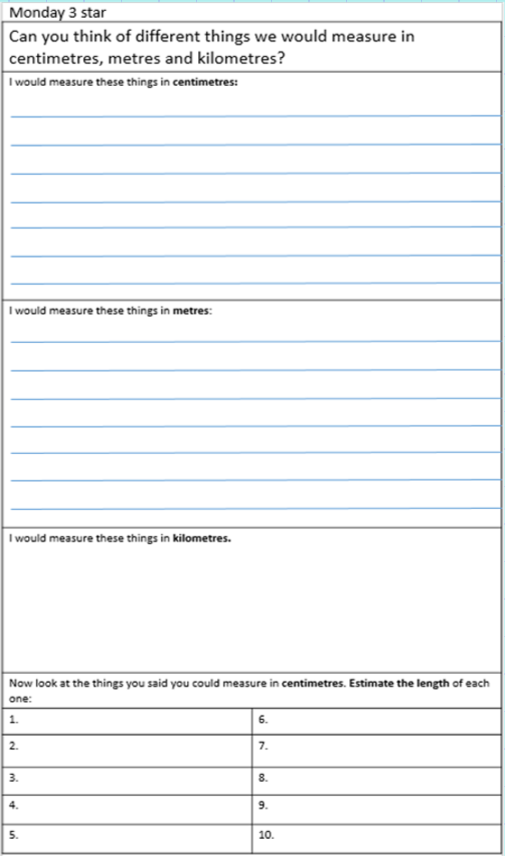 Monday 3 star
Can you think of different things we would measure in
centimetres, metres and kilometres?
I would measure these things in centimetres:
I would measure these things in metres:
I would measure these things in kilometres.
Now look at the things you said you could measure in centimetres. Estimate the length of each
one:
1.
6.
2.
7.
3.
8.
4.
9.
5.
10.